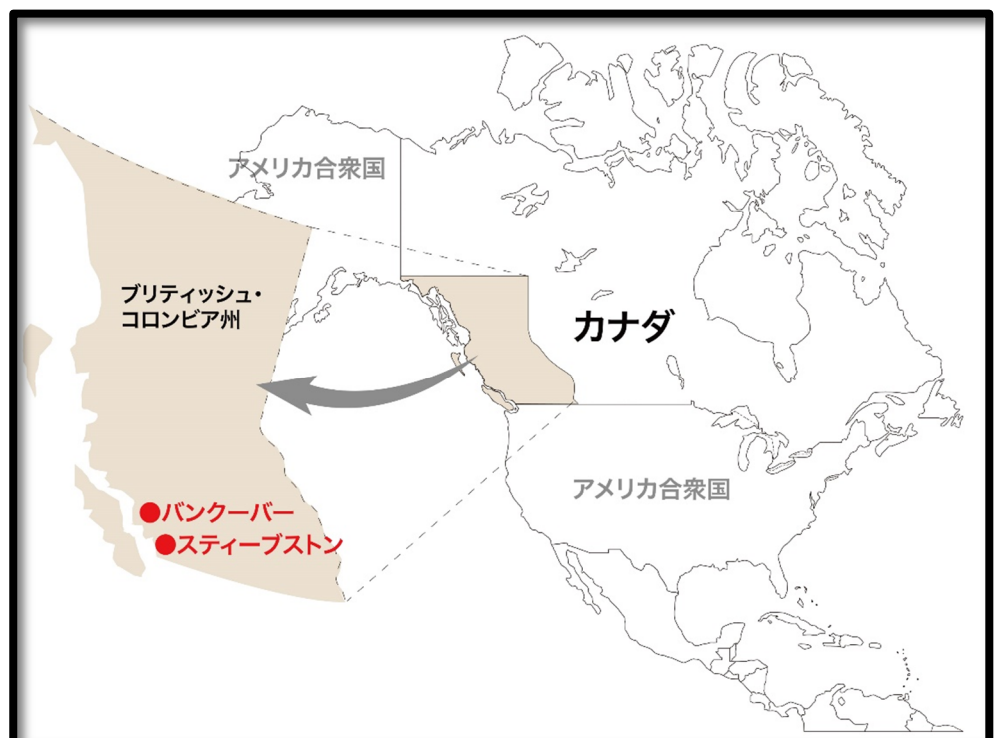 アメリカ合衆国
ブリティッシュ・
コロンビア州
カナダ
アメリカ合衆国
●バンクーバー
●スティーブストン